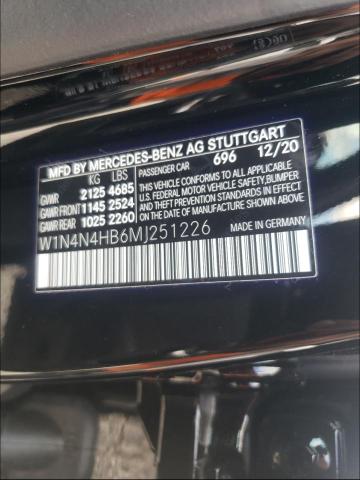 MFD BY MERCEDES-BENZ AG STUTTGART
KG LBS PASSENGER CAR 696 12/20
GVWR 2125 4685 THIS VEHICLE CONFORMS TO ALL APPLICABLE
GAWR FRONT 1145 2524 U.S. FEDERAL MOTOR VEHICLE SAFETY, BUMPER,
GAWR REAR 1025 2260 AND THEFT PREVENTION STANDARDS IN EFFECT ON THE DATE OF MANUFACTURE SHOWN ABOVE.
W1N4N4HB6MJ251226 MADE IN GERMANY